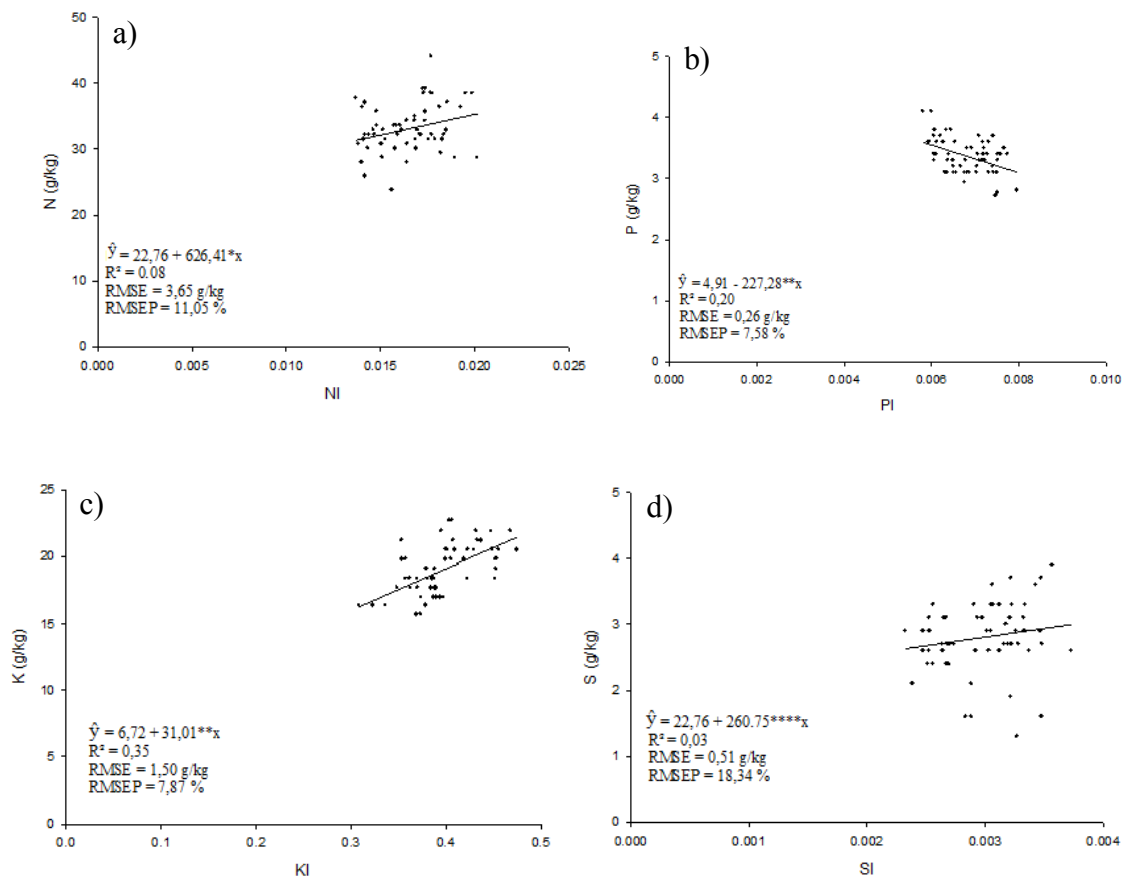 a)
50
40
30
20
10
0
N (g/kg)
ŷ = 22,76 + 626,41*x
R² = 0.08
RMSE = 3,65 g/kg
RMSEP = 11,05 %
0.000 0.005 0.010 0.015 0.020 0.025
NI
b)
5
4
3
2
1
0
P (g/kg)
ŷ = 4,91 - 227,28**x
R² = 0,20
RMSE = 0,26 g/kg
RMSEP = 7,58 %
0.000 0.002 0.004 0.006 0.008 0.010
PI
c)
25
20
15
10
5
0
K (g/kg)
ŷ = 6,72 + 31,01**x
R² = 0,35
RMSE = 1,50 g/kg
RMSEP = 7,87 %
0.0 0.1 0.2 0.3 0.4 0.5
KI
d)
5
4
3
2
1
0
S (g/kg)
ŷ = 22,76 + 260.75****x
R² = 0,03
RMSE = 0,51 g/kg
RMSEP = 18,34 %
0.000 0.001 0.002 0.003 0.004
SI